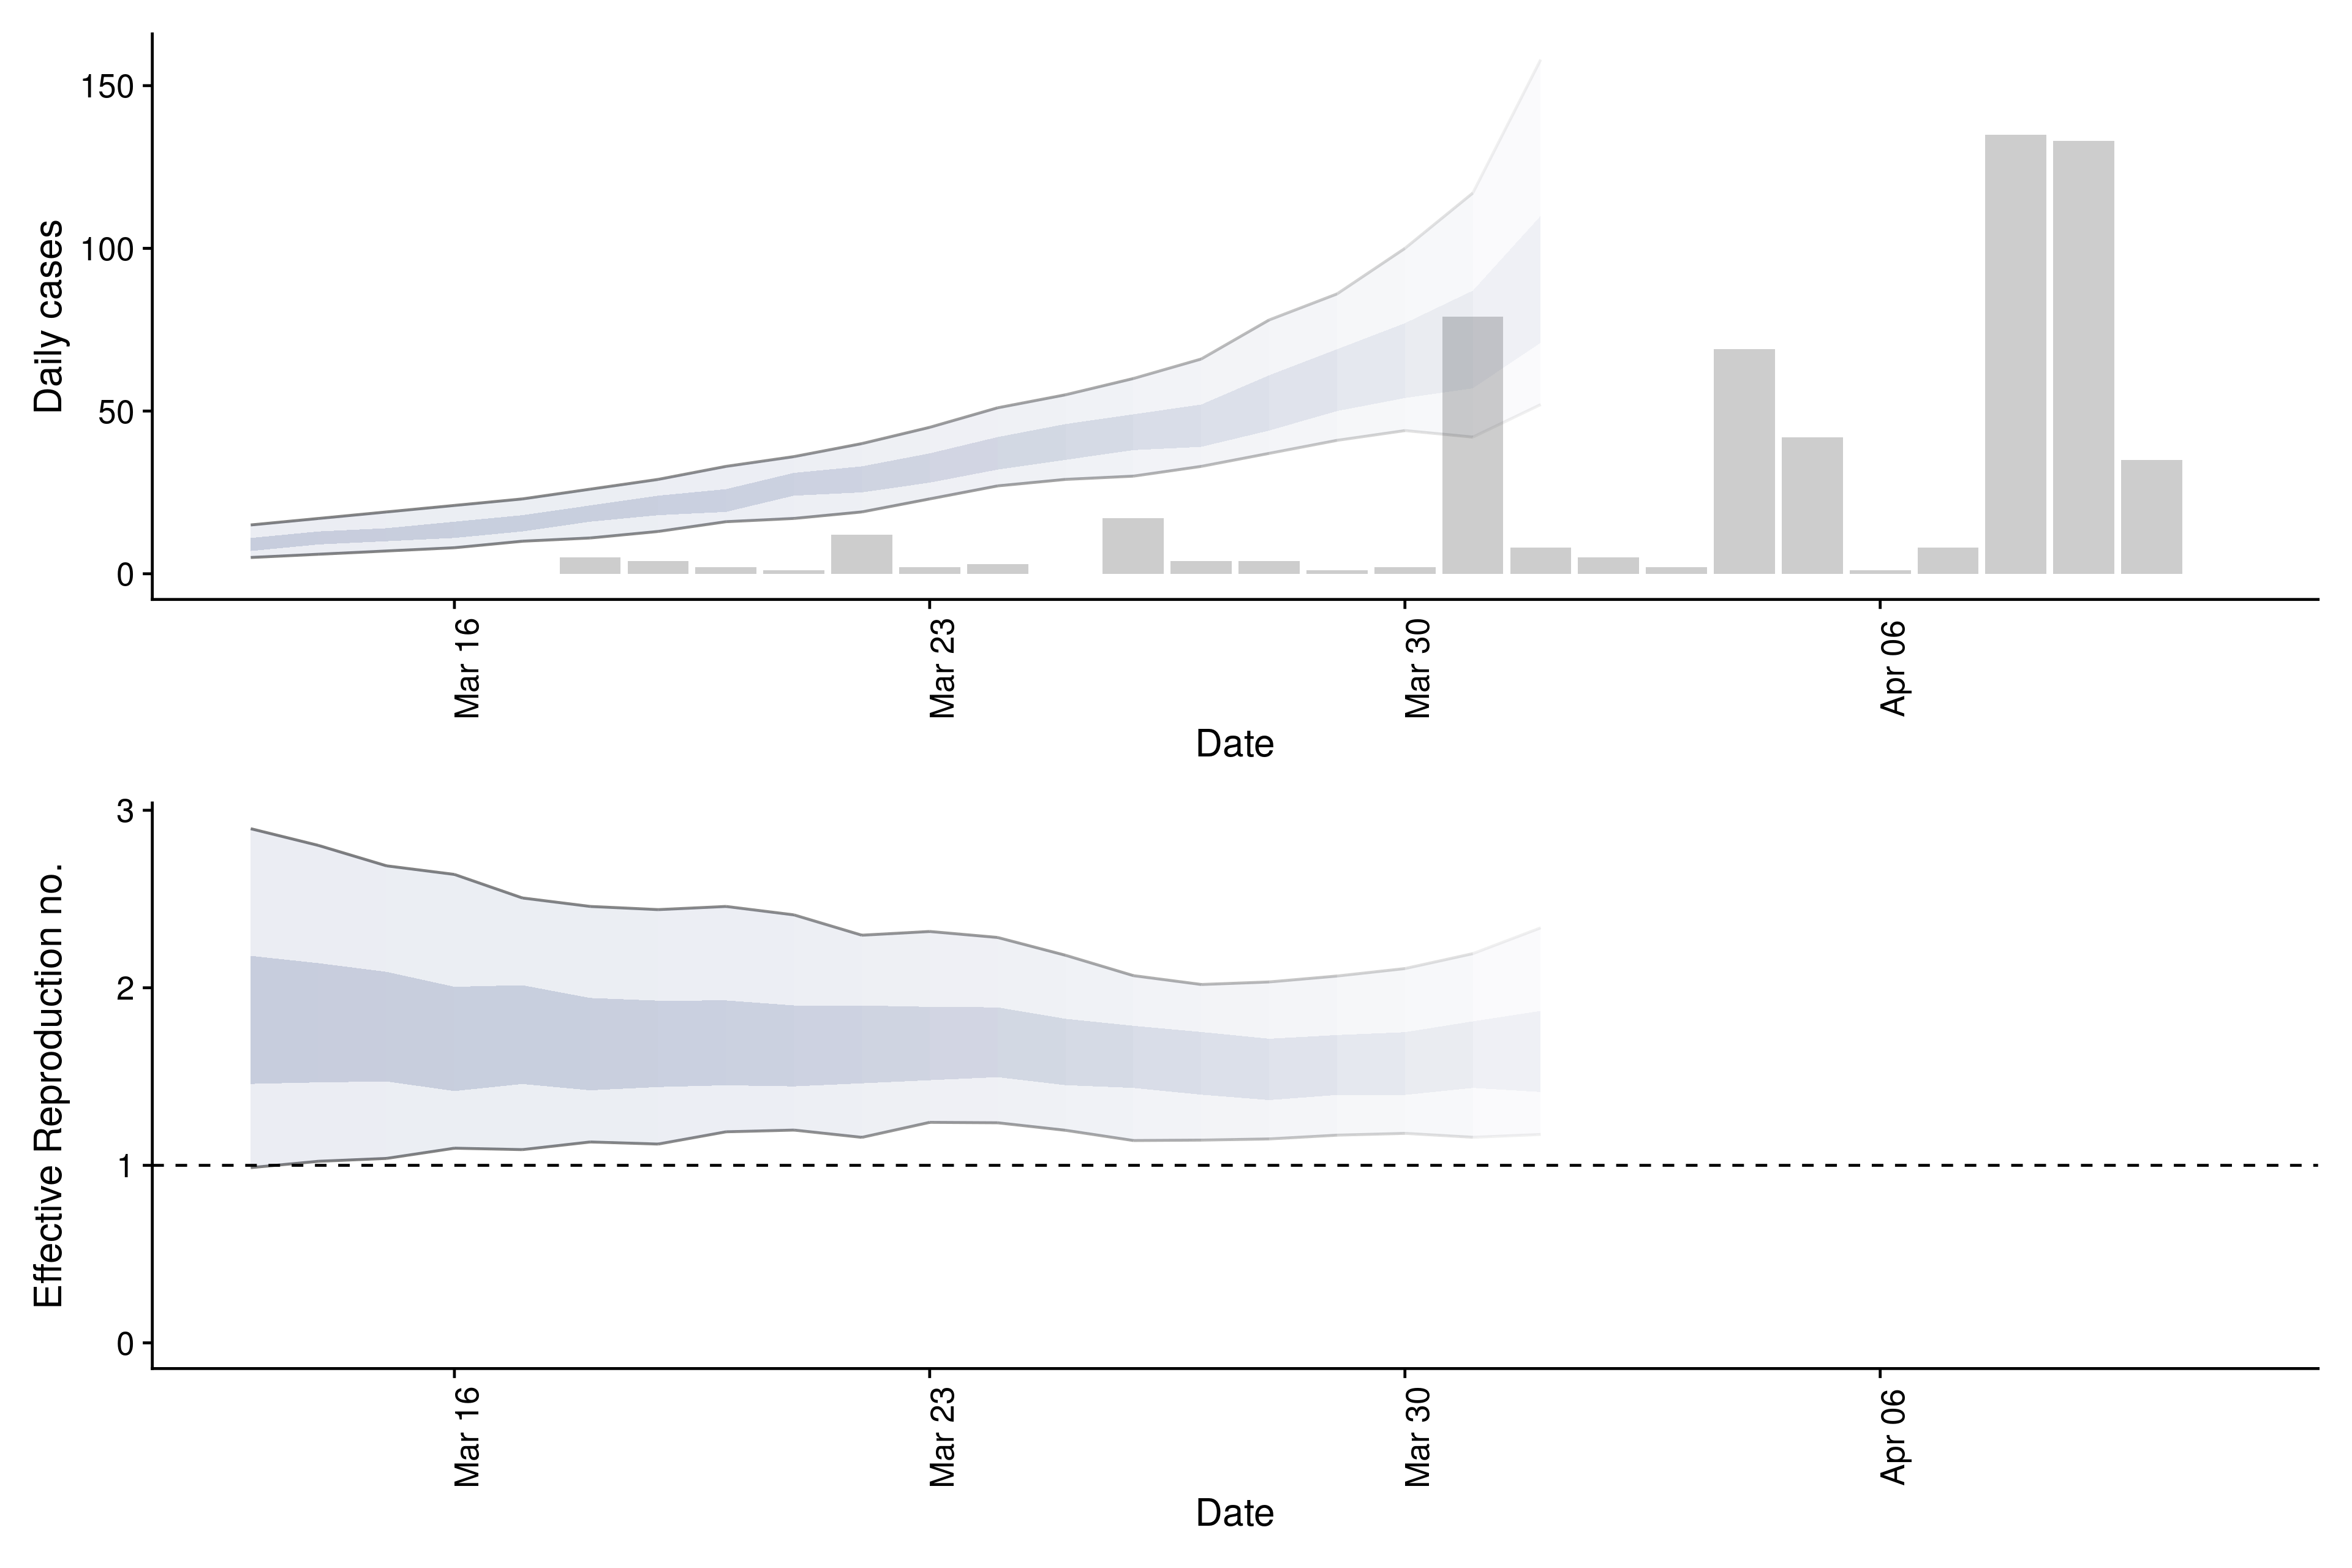 Daily cases
150
100
50
0
Mar 16
Mar 23
Mar 30
Apr 06
Date
Effective Reproduction no.
3
2
1
0
Mar 16
Mar 23
Mar 30
Apr 06
Date